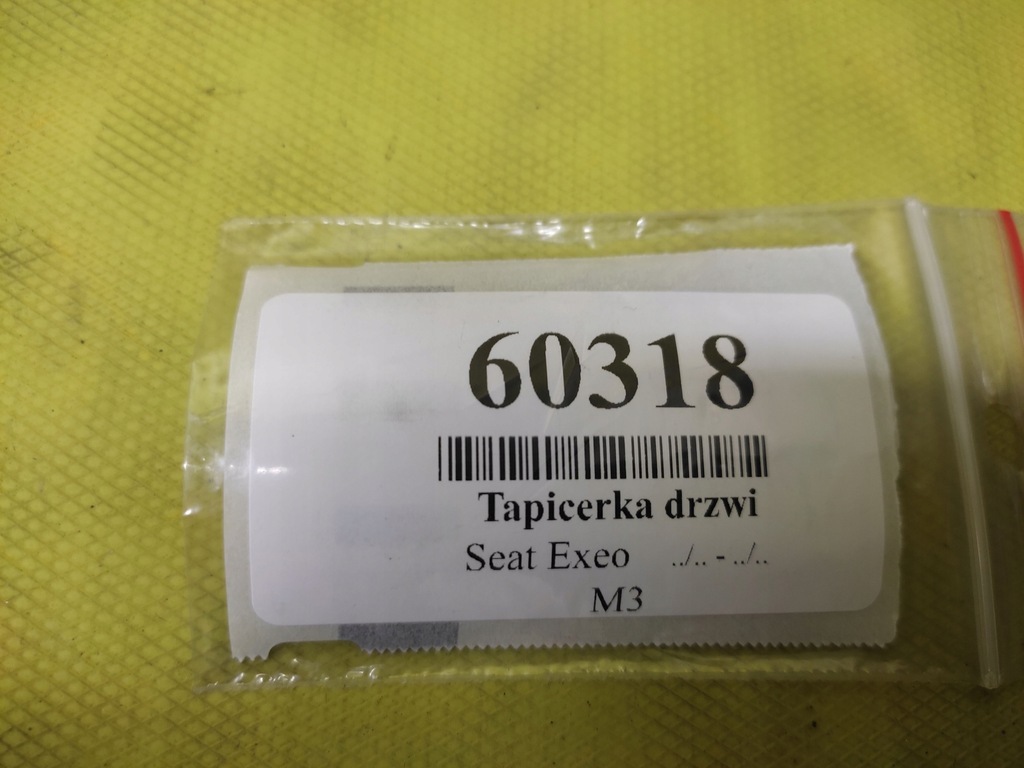 60318
Tapicerka drzwi
Seat Exeo ../.. - ../..
M3